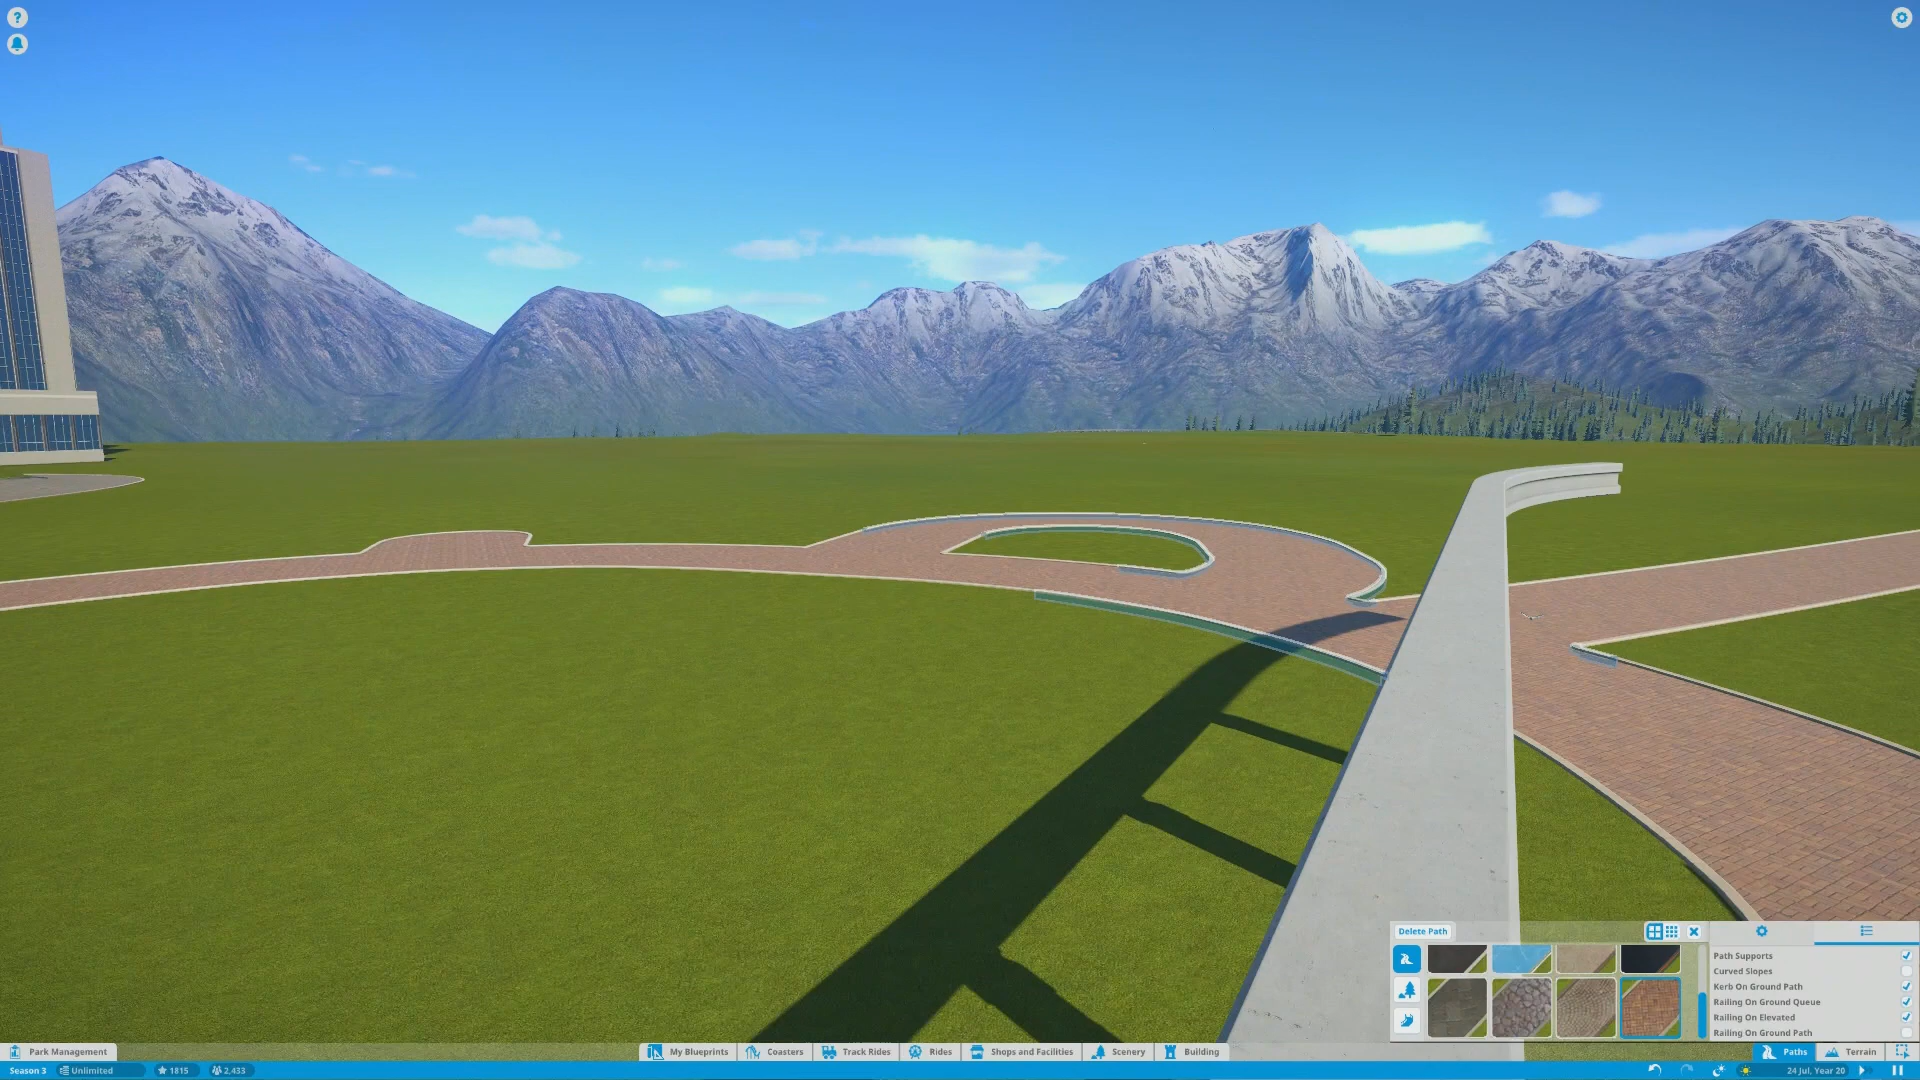 ?
Delete Path
Path Supports
Curved Slopes
Kerb On Ground Path
Railing On Ground Queue
Railing On Elevated
Railing On Ground Path
Park Management
My Blueprints
Coasters
Track Rides
Rides
Shops and Facilities
Scenery
Building
Paths
Terrain
Season 3
Unlimited
1815
2,433
24 Jul, Year 20